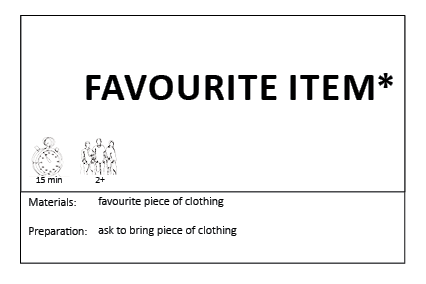 FAVOURITE ITEM*
15 min 2+
Materials: favourite piece of clothing
Preparation: ask to bring piece of clothing